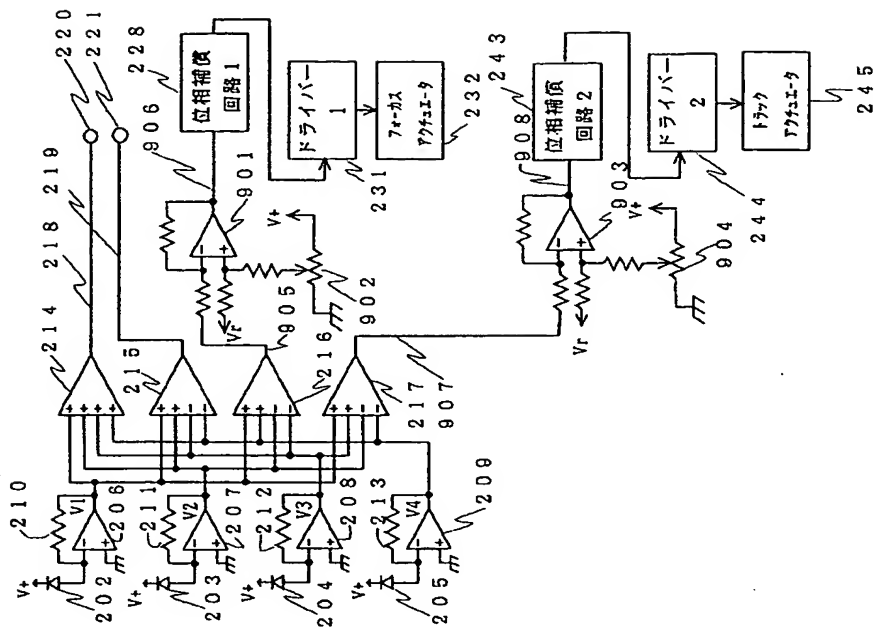 210
V1
206
V+
202
211
V2
207
V+
203
212
V3
208
V+
204
213
V4
209
V+
205
214
+
+
+
+
215
+
+
-
-
216
+
+
-
-
217
+
+
-
-
907
218
219
220
221
906
228
位相補償
回路1
901
-
+
Vr
905
902
V+
ドライバー
1
231
フォーカス
アクチュエータ
232
908
243
位相補償
回路2
903
-
+
Vr
904
V+
ドライバー
2
244
トラック
アクチュエータ
245